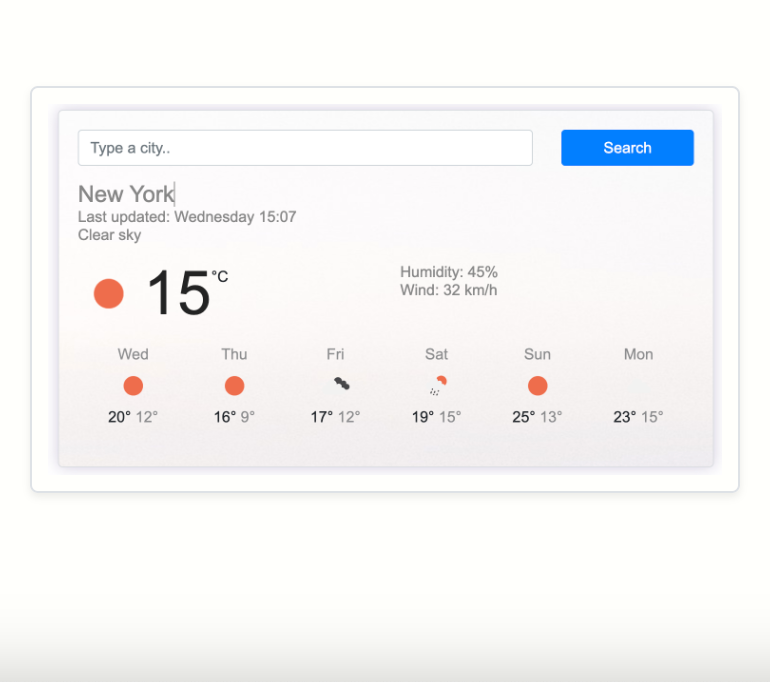 Type a city..
Search
New York
Last updated: Wednesday 15:07
Clear sky
15°C
Humidity: 45%
Wind: 32 km/h
Wed Thu Fri Sat Sun Mon
20° 12° 16° 9° 17° 12° 19° 15° 25° 13° 23° 15°